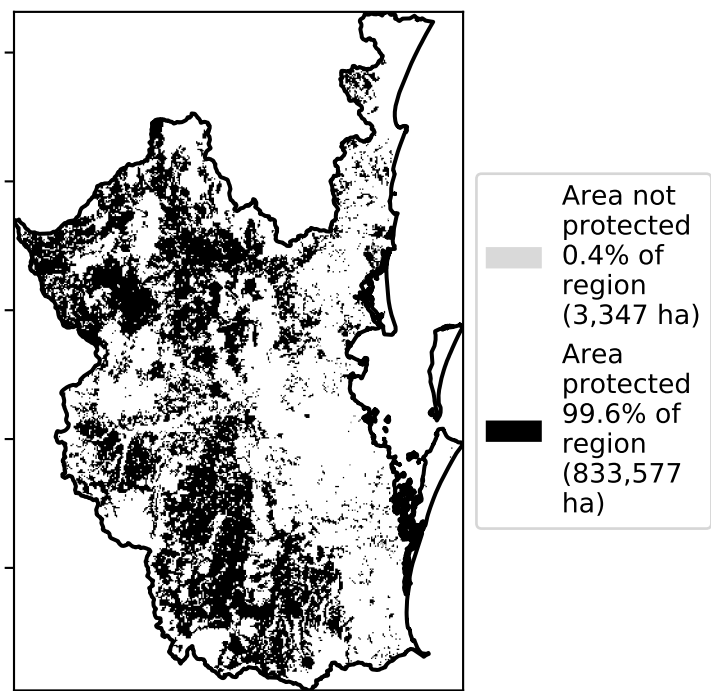 Area not
protected
0.4% of
region
(3,347 ha)
Area
protected
99.6% of
region
(833,577
ha)